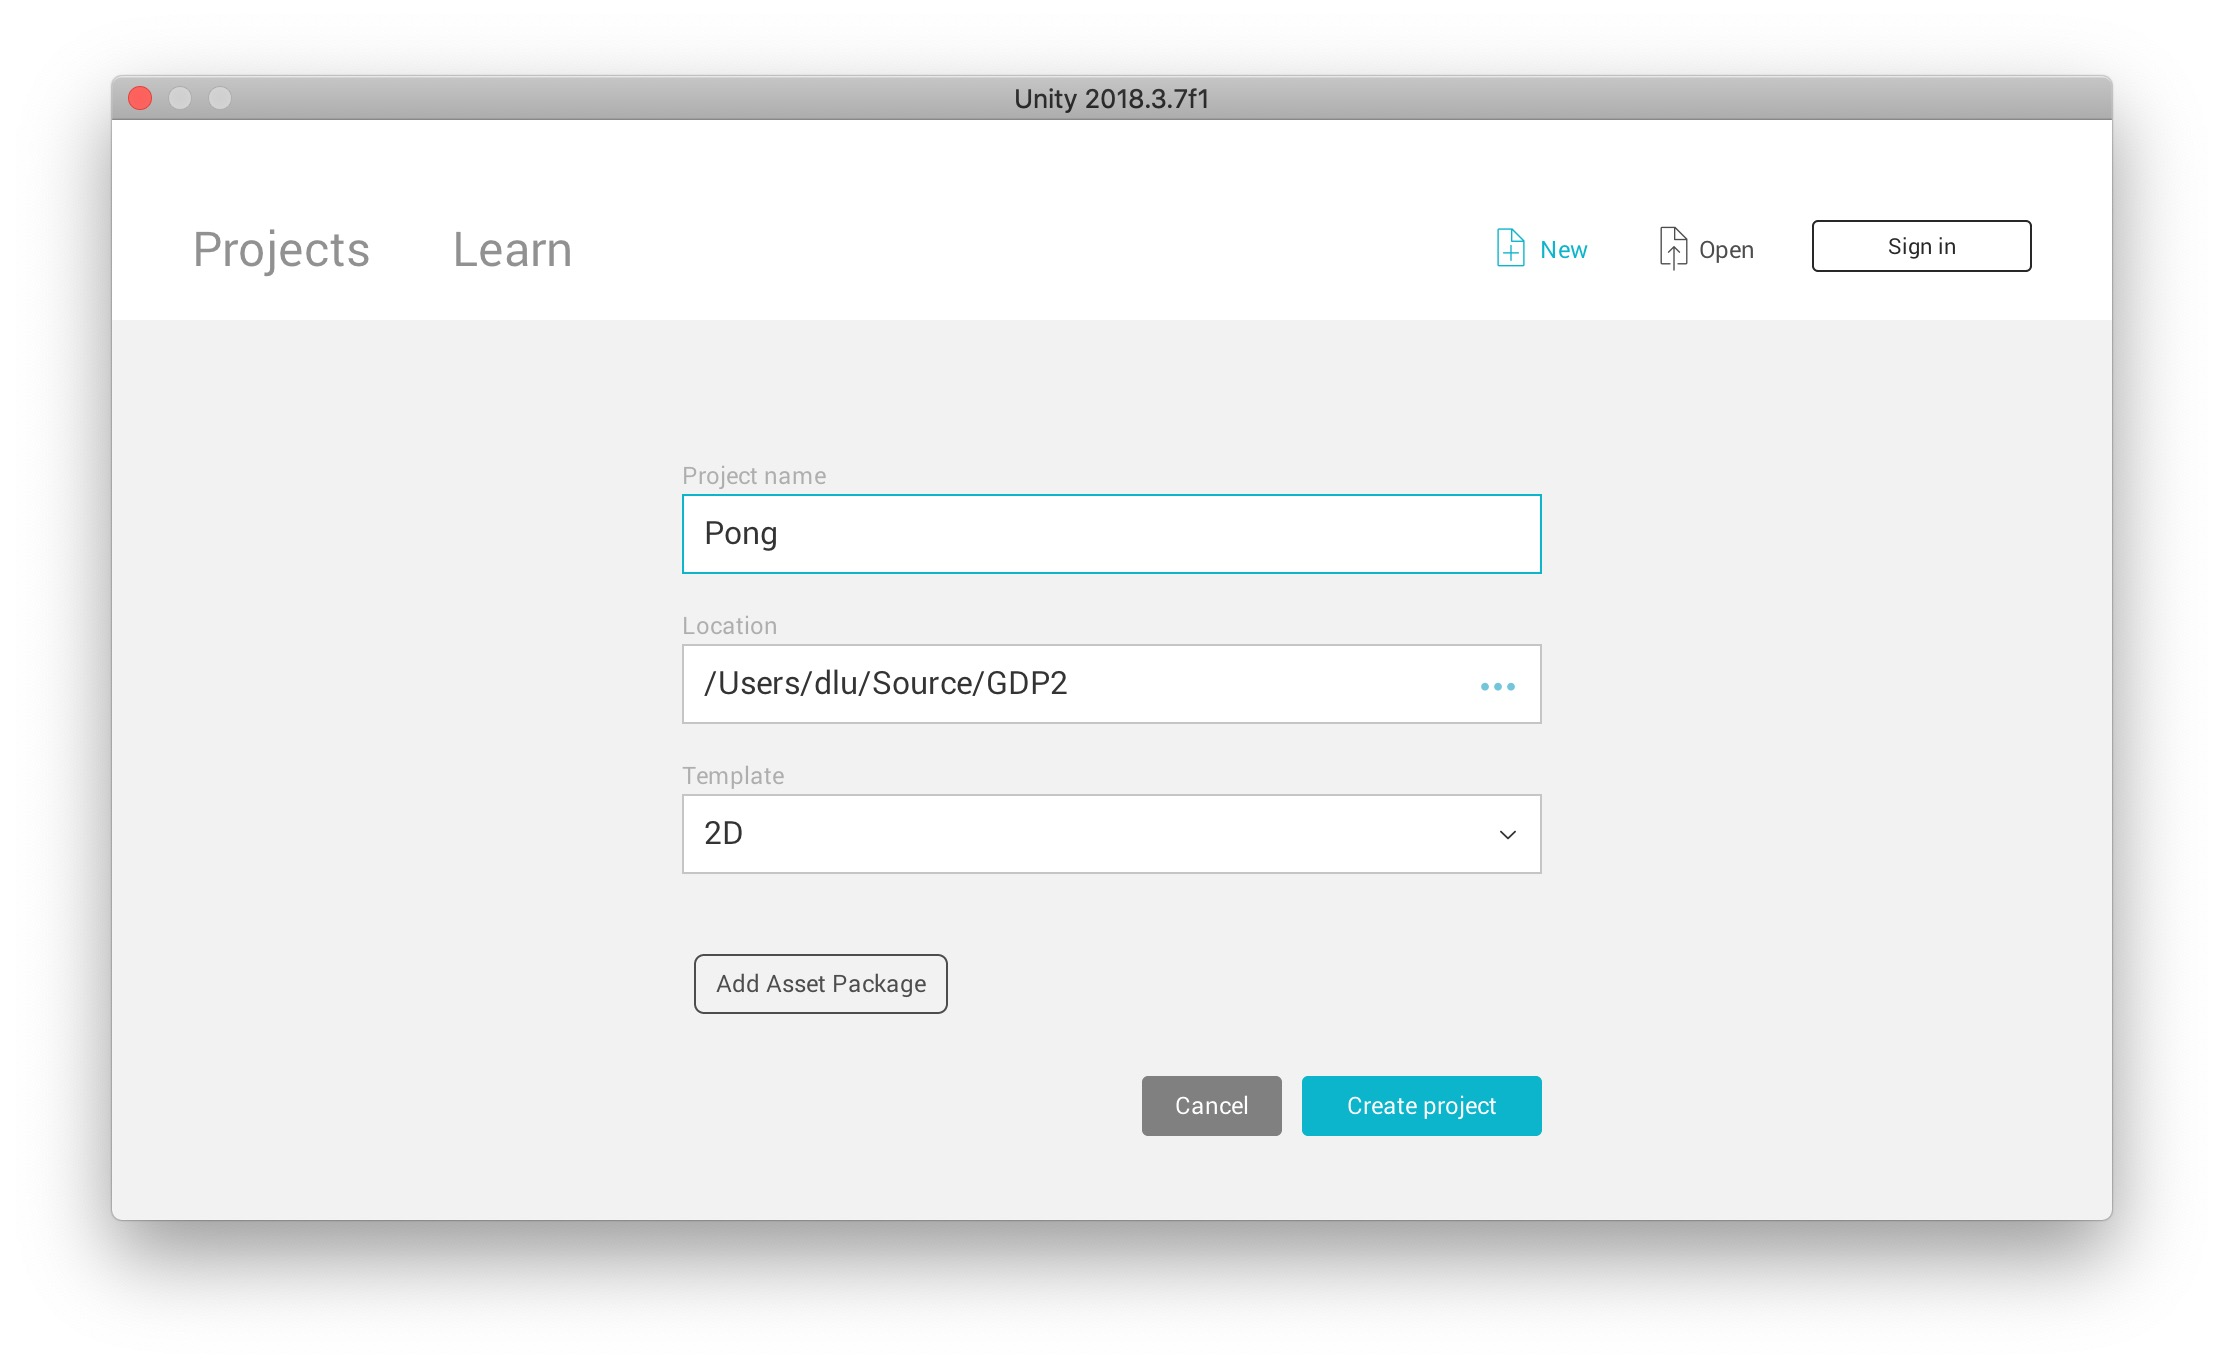 Unity 2018.3.7f1
Projects Learn New Open Sign in
Project name
Pong
Location
/Users/dlu/Source/GDP2
Template
2D
Add Asset Package
Cancel Create project